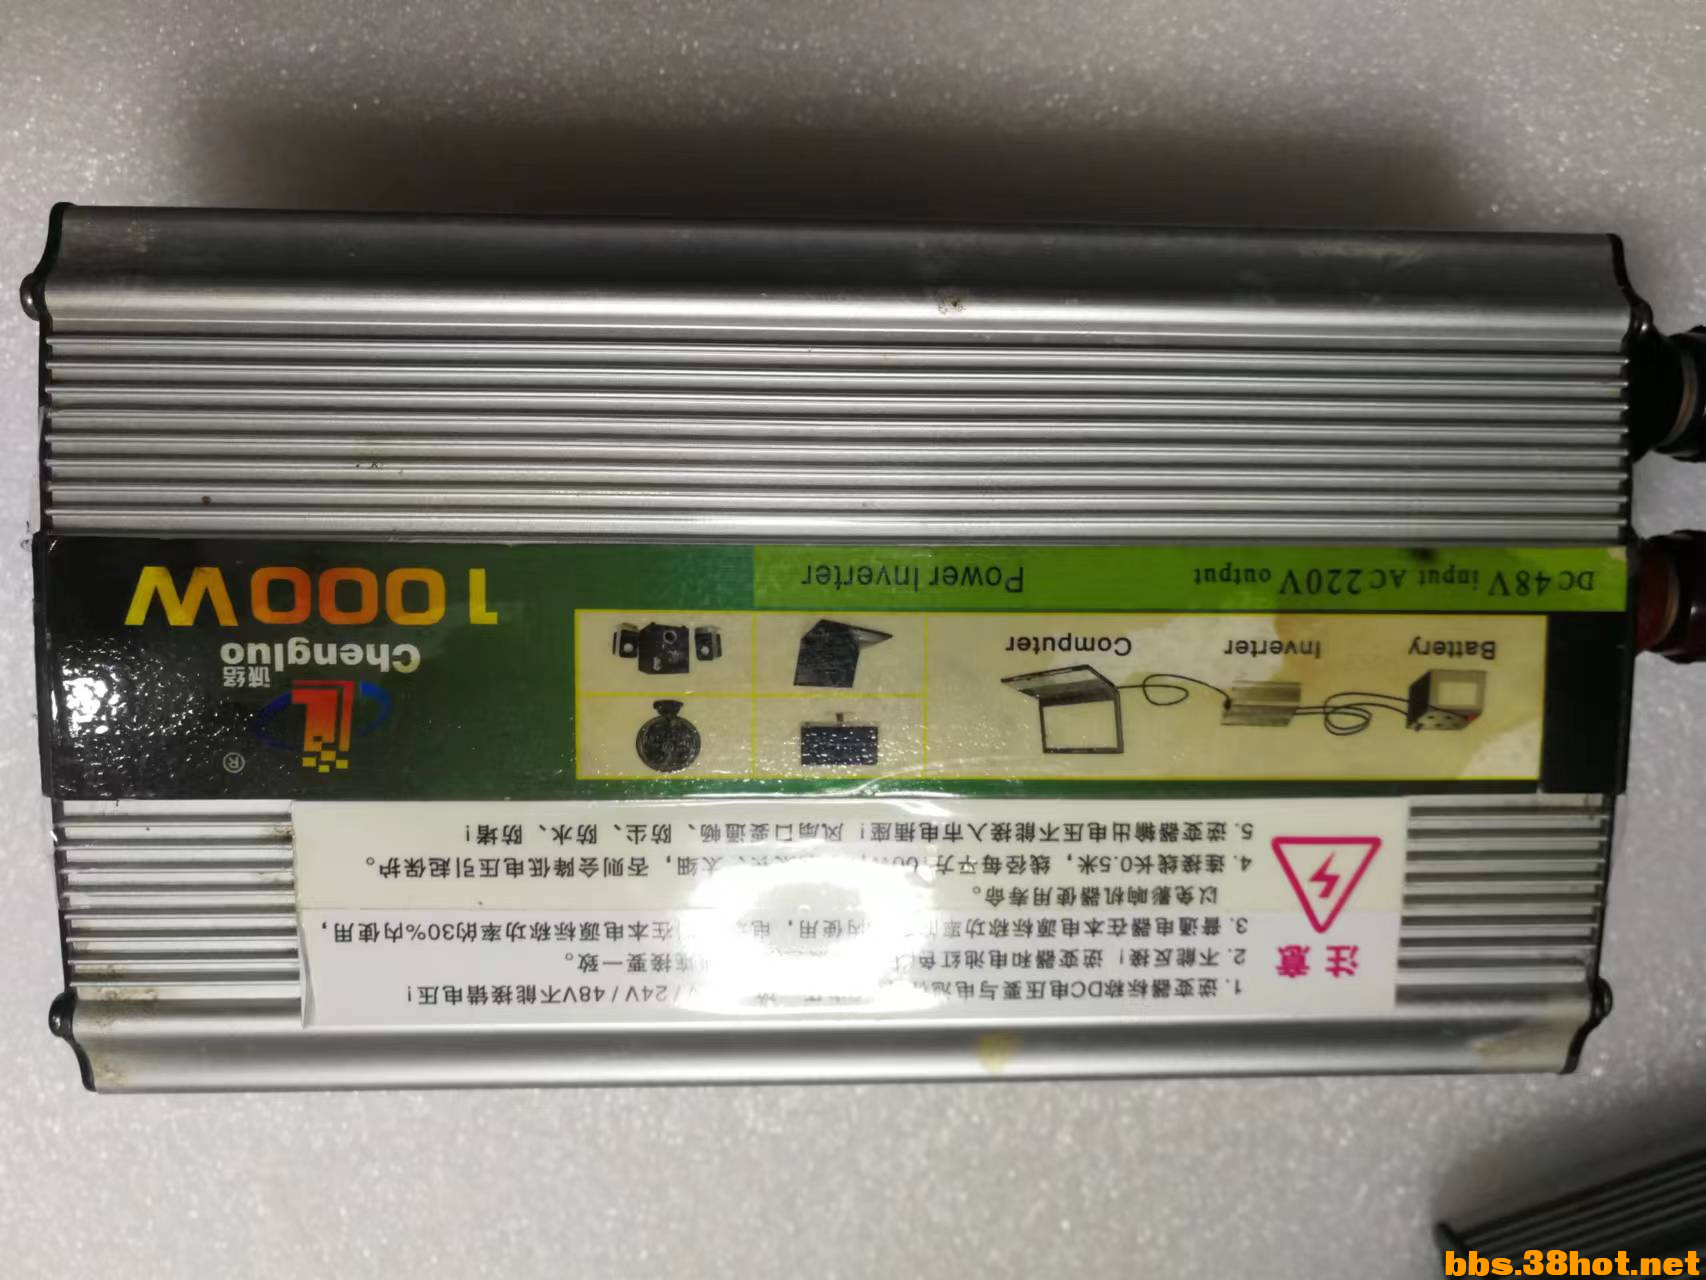 DC48V input AC220V output
Power Inverter
1000W
Chengluo
诚络
®
Battery
Inverter
Computer
注意
1. 逆变器标称DC电压要与电池 / 24V / 48V不能接错电压!
2. 不能反接! 逆变器和电池红色 接要一致。
3. 普通电器在本电源标称功率 内使用, 在本电源标称功率的30%内使用,
以免影响机器使用寿命。
4. 连接线长0.5米, 线径每平方 太细, 否则会降低电压引起保护。
5. 逆变器输出电压不能接入市电插座! 风扇口要通畅、防尘、防水、防堵!
bbs.38hot.net